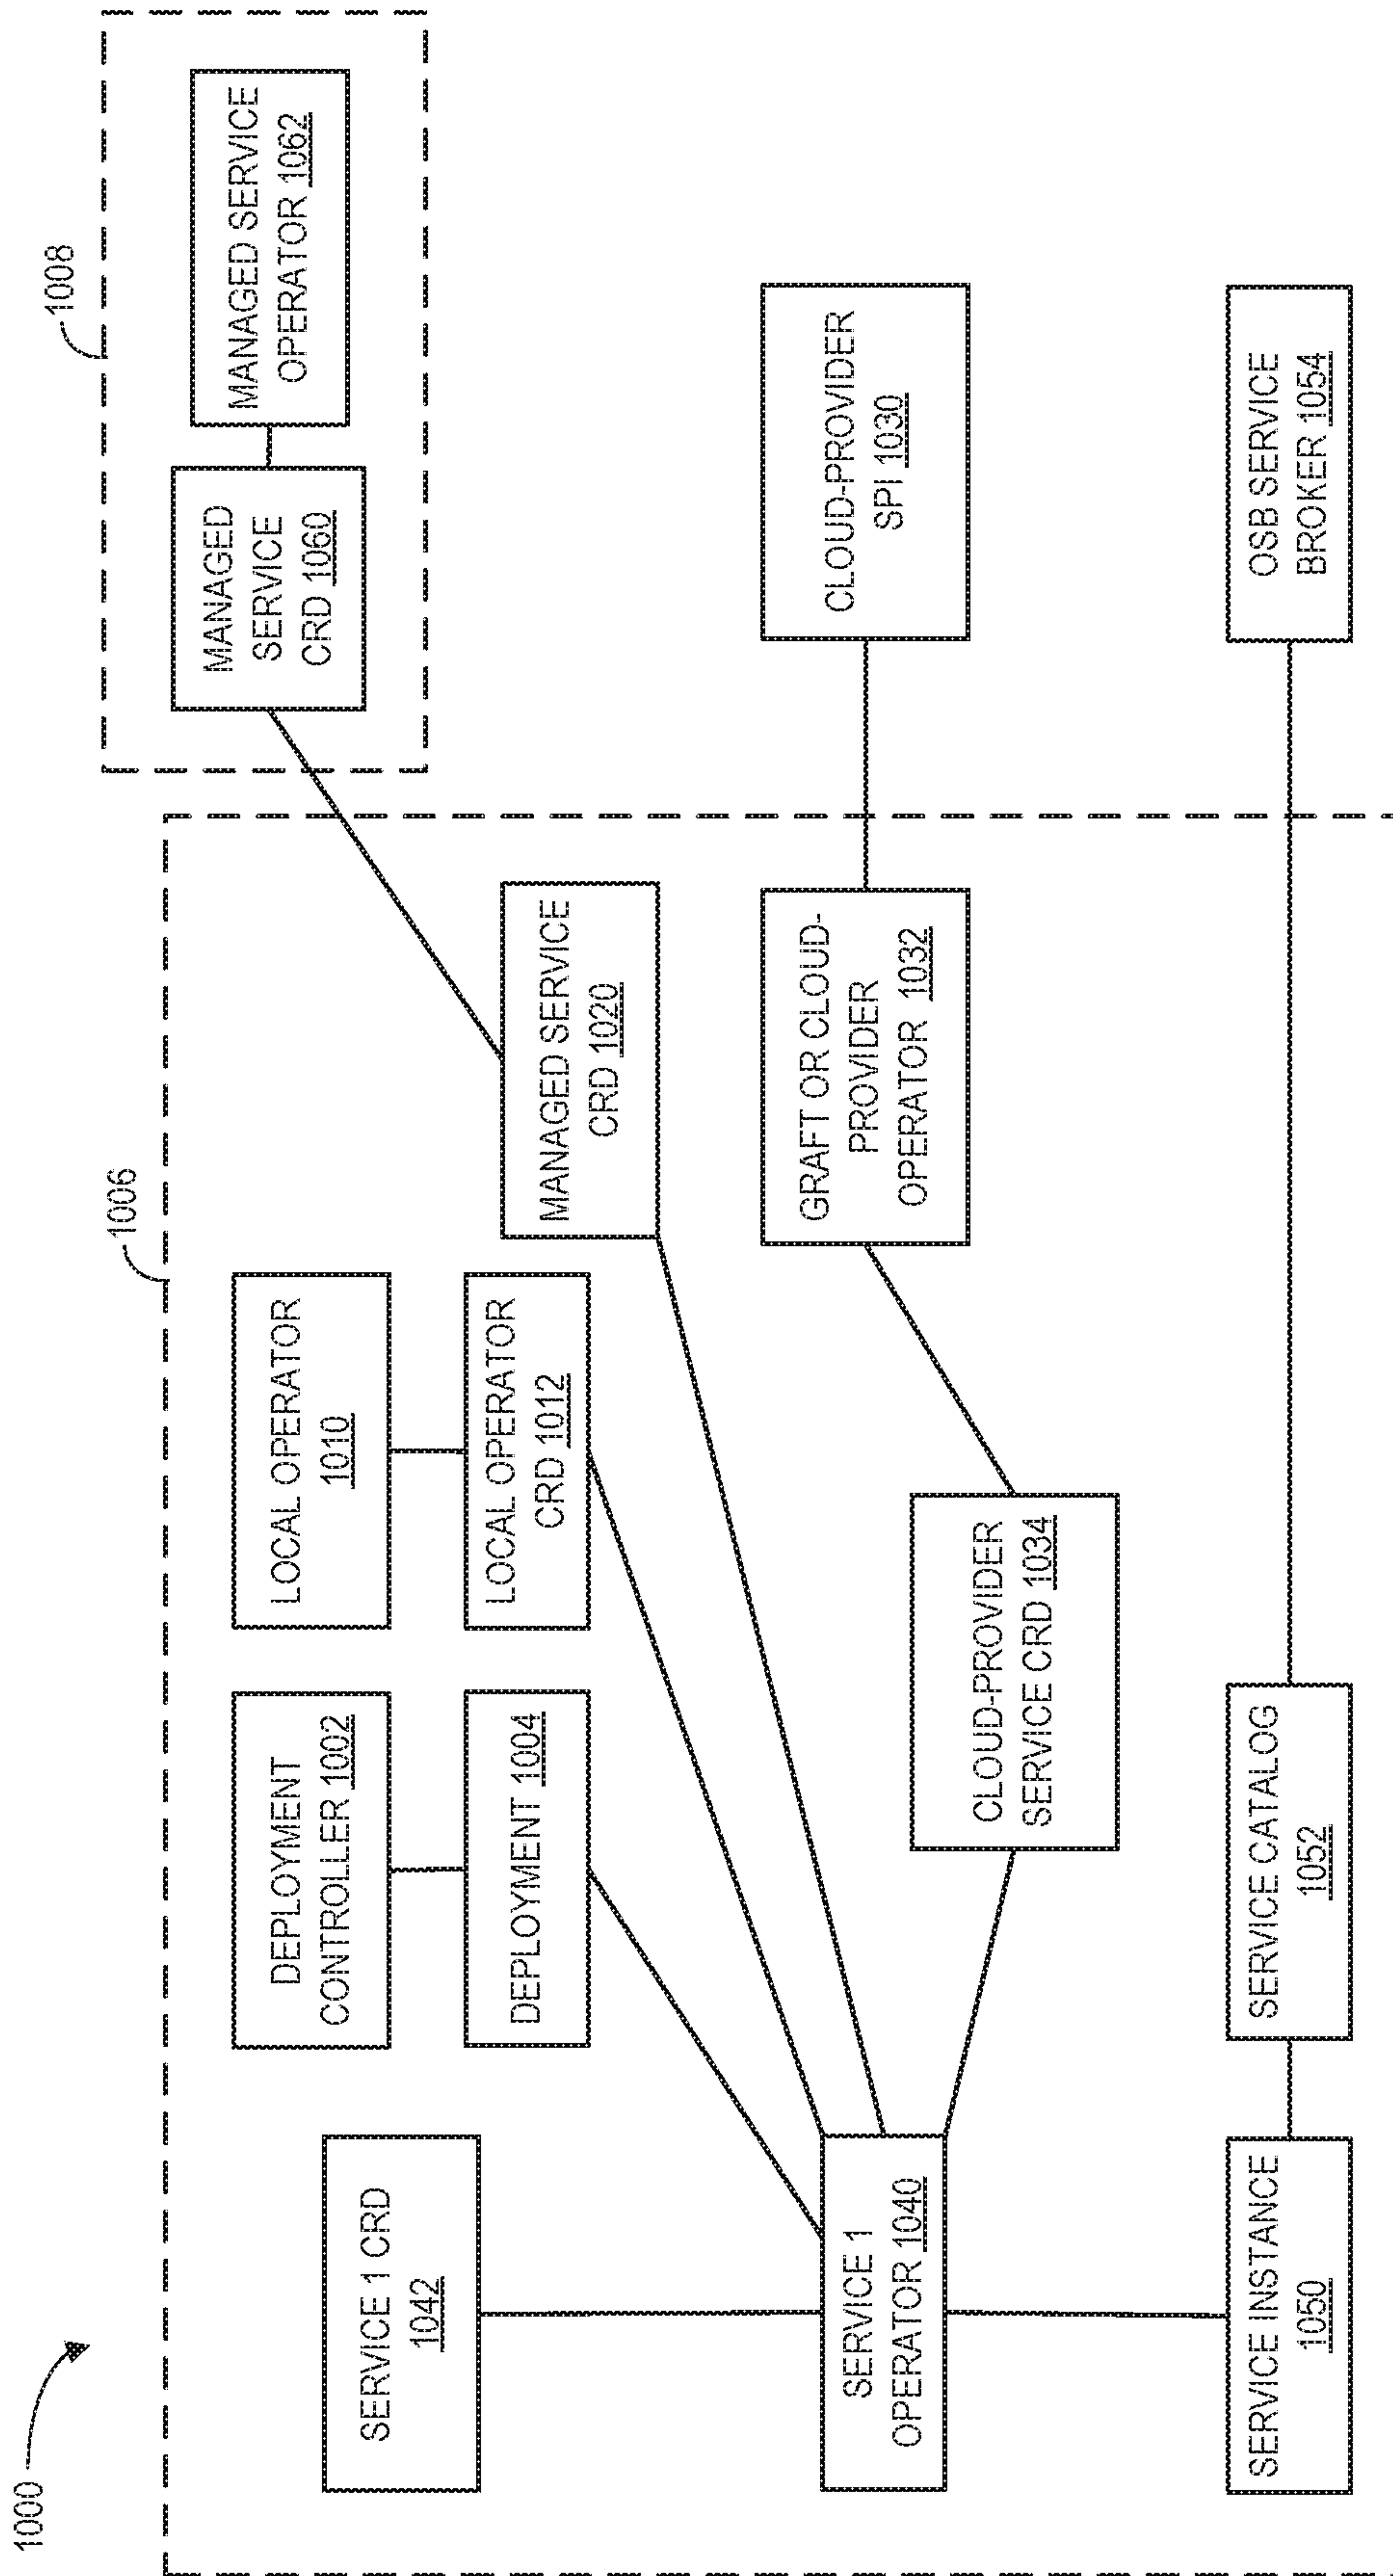 1000
1006
1008
SERVICE 1 CRD
1042
DEPLOYMENT
CONTROLLER 1002
DEPLOYMENT 1004
LOCAL OPERATOR
1010
LOCAL OPERATOR
CRD 1012
MANAGED SERVICE
CRD 1020
MANAGED
SERVICE
CRD 1060
MANAGED SERVICE
OPERATOR 1062
SERVICE 1
OPERATOR 1040
CLOUD-PROVIDER
SERVICE CRD 1034
GRAFT OR CLOUD-
PROVIDER
OPERATOR 1032
CLOUD-PROVIDER
SPI 1030
SERVICE INSTANCE
1050
SERVICE CATALOG
1052
OSB SERVICE
BROKER 1054